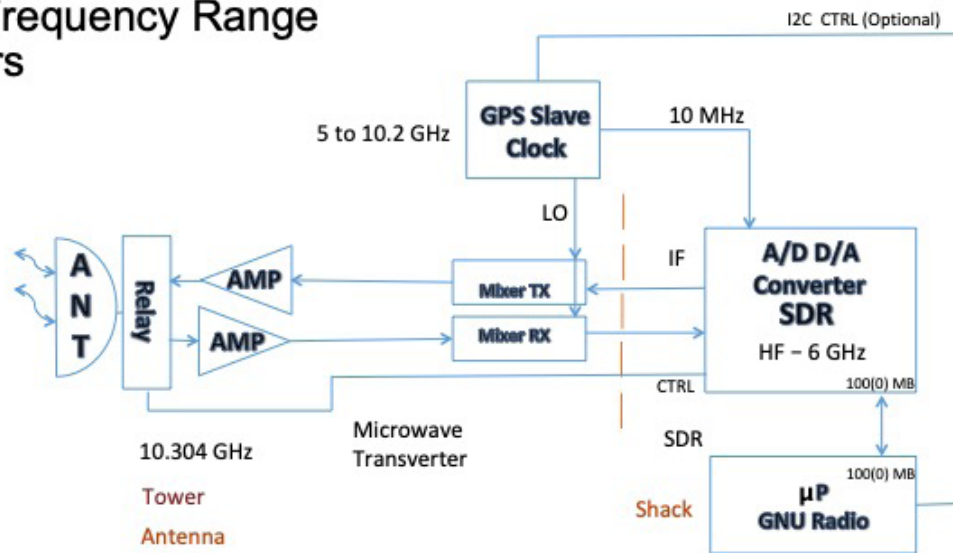 requency Range
rs
I2C CTRL (Optional)
GPS Slave
Clock
5 to 10.2 GHz
10 MHz
LO
IF
A
N
T
Relay
AMP
AMP
Mixer TX
Mixer RX
A/D D/A
Converter
SDR
HF – 6 GHz
100(0) MB
CTRL
10.304 GHz
Microwave
Transverter
SDR
100(0) MB
µP
GNU Radio
Tower
Shack
Antenna